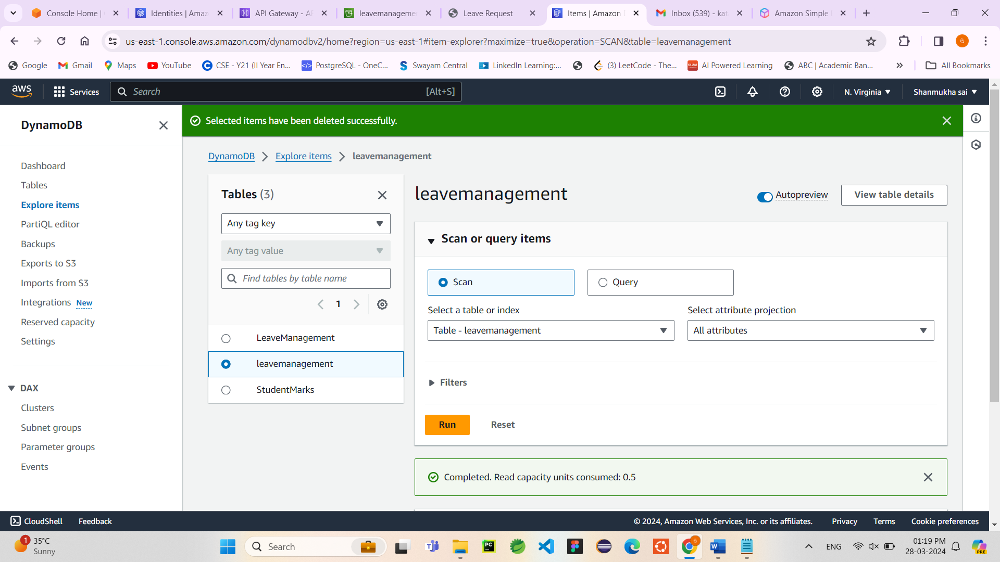 Console Home |
Identities | Amaz
API Gateway - AP
leavemanagemen
Leave Request
Items | Amazon
Inbox (539) - kat
Amazon Simple
us-east-1.console.aws.amazon.com/dynamodbv2/home?region=us-east-1#item-explorer?maximize=true&operation=SCAN&table=leavemanagement
Google
Gmail
Maps
YouTube
CSE - Y21 (II Year En...
PostgreSQL - OneC...
Swayam Central
LinkedIn Learning:...
(3) LeetCode - The...
AI Powered Learning
ABC | Academic Ban...
All Bookmarks
aws
Services
Search
[Alt+S]
N. Virginia
Shanmukha sai
DynamoDB
Selected items have been deleted successfully.
Dashboard
Tables
Explore items
PartiQL editor
Backups
Exports to S3
Imports from S3
Integrations New
Reserved capacity
Settings
DAX
Clusters
Subnet groups
Parameter groups
Events
DynamoDB
Explore items
leavemanagement
Tables (3)
Any tag key
Any tag value
Find tables by table name
1
LeaveManagement
leavemanagement
StudentMarks
leavemanagement
Autopreview
View table details
Scan or query items
Scan
Query
Select a table or index
Table - leavemanagement
Select attribute projection
All attributes
Filters
Run
Reset
Completed. Read capacity units consumed: 0.5
CloudShell
Feedback
© 2024, Amazon Web Services, Inc. or its affiliates.
Privacy
Terms
Cookie preferences
1
35°C
Sunny
Search
ENG
01:19 PM
28-03-2024
PRE